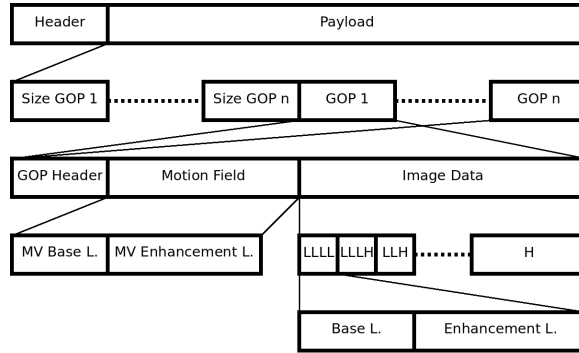 Header Payload
Size GOP 1 Size GOP n GOP 1 GOP n
GOP Header Motion Field Image Data
MV Base L. MV Enhancement L. LLLL LLLH LLH H
Base L. Enhancement L.